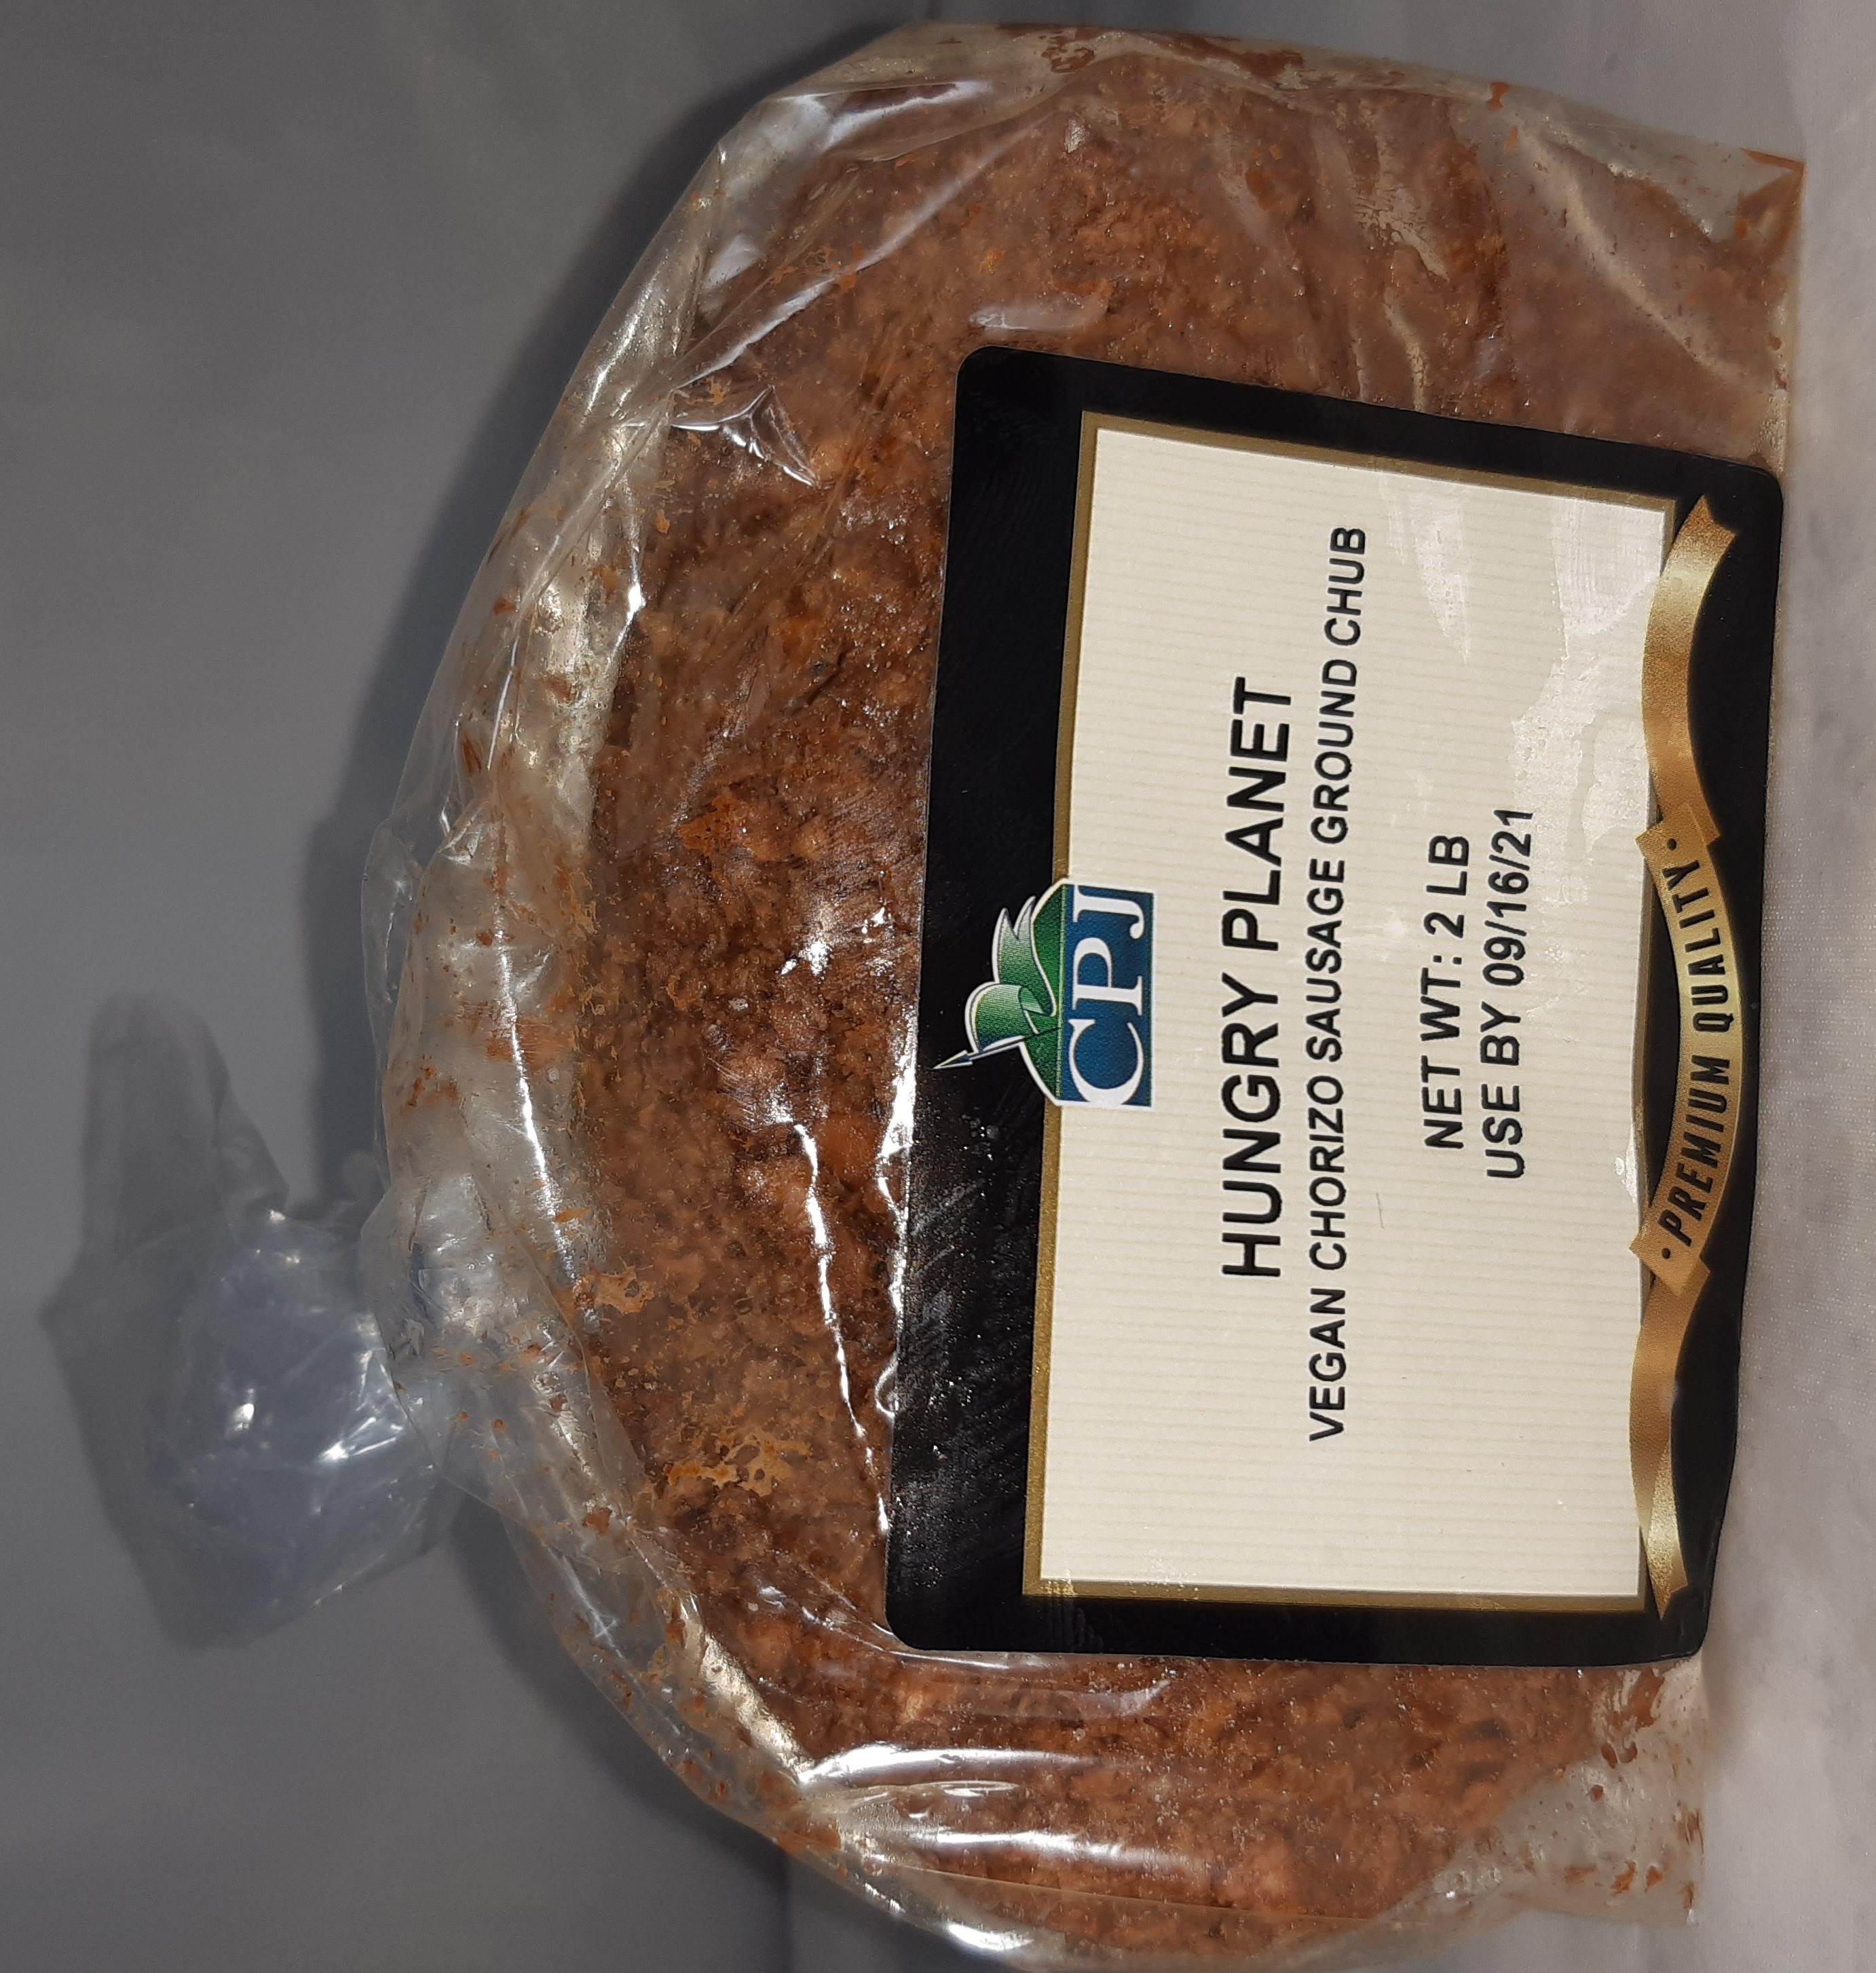 CPJ
HUNGRY PLANET
VEGAN CHORIZO SAUSAGE GROUND CHUB
NET WT: 2 LB
USE BY 09/16/21
· PREMIUM QUALITY ·